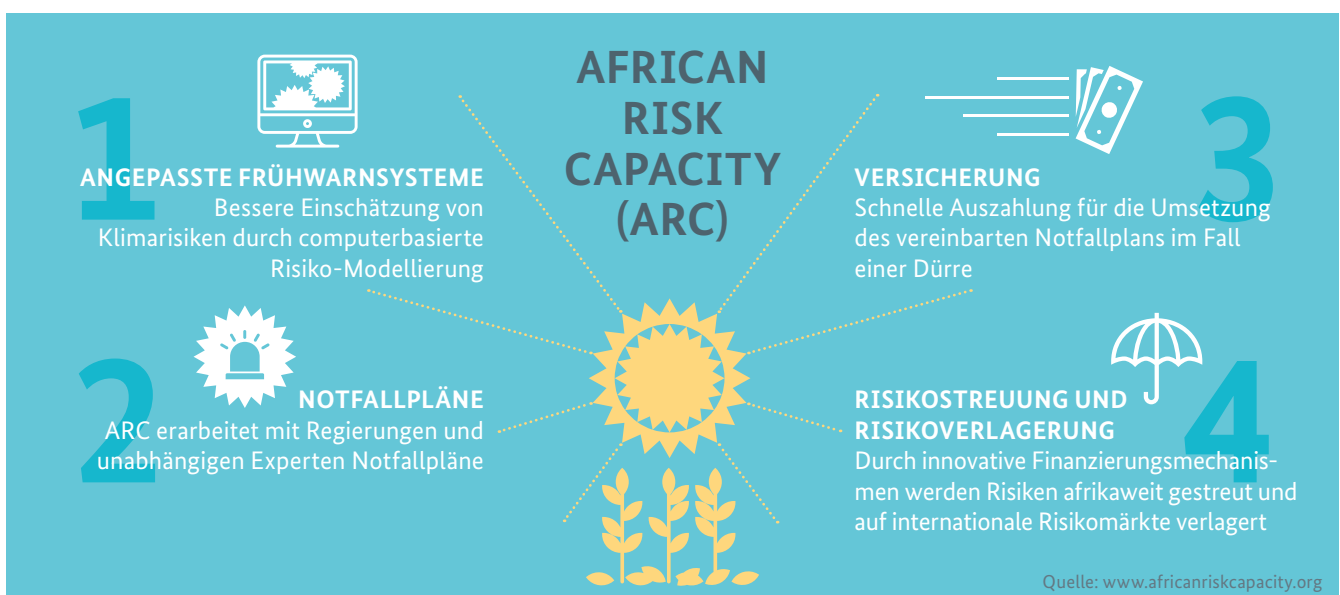 AFRICAN
RISK
CAPACITY
(ARC)
1
ANGEPASSTE FRÜHWARNSYSTEME
Bessere Einschätzung von
Klimarisiken durch computerbasierte
Risiko-Modellierung
2
NOTFALLPLÄNE
ARC erarbeitet mit Regierungen und
unabhängigen Experten Notfallpläne
3
VERSICHERUNG
Schnelle Auszahlung für die Umsetzung
des vereinbarten Notfallplans im Fall
einer Dürre
4
RISIKOSTREUUNG UND
RISIKOVERLAGERUNG
Durch innovative Finanzierungsmechanis-
men werden Risiken afrikaweit gestreut und
auf internationale Risikomärkte verlagert
Quelle: www.africanriskcapacity.org